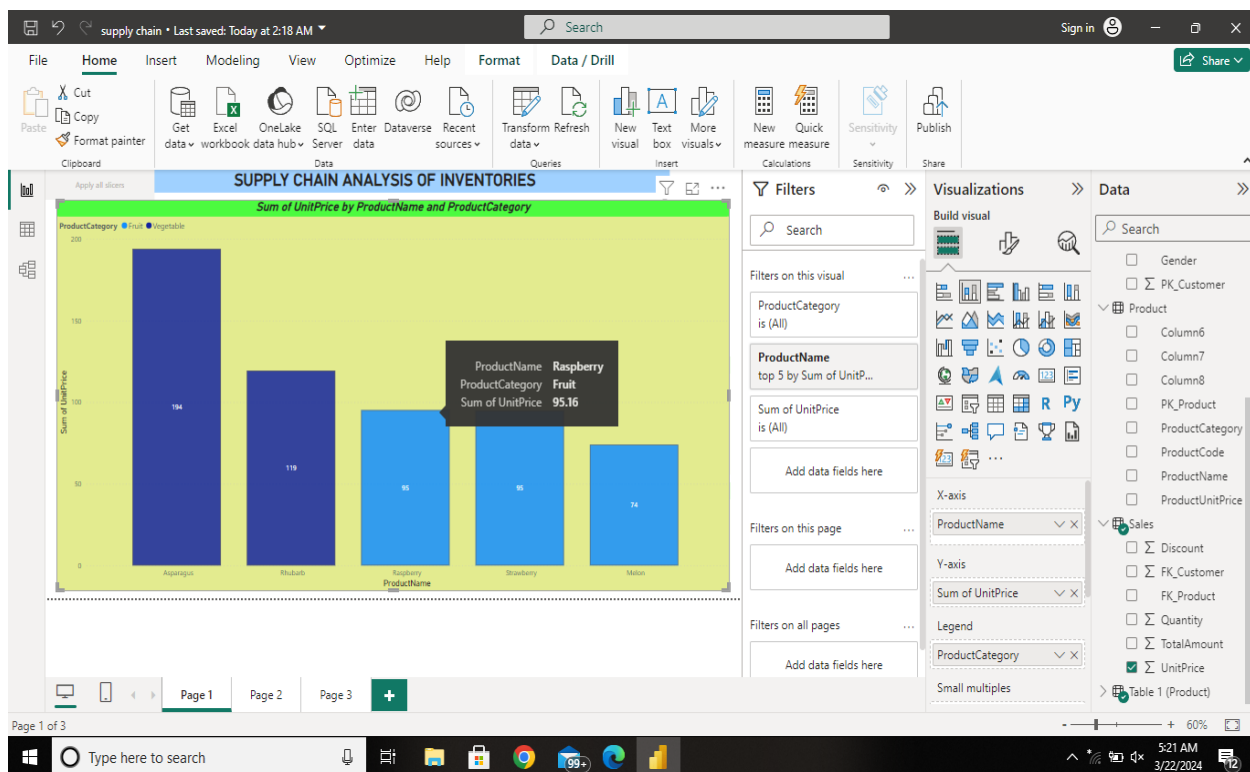 supply chain • Last saved: Today at 2:18 AM
Search
Sign in
File Home Insert Modeling View Optimize Help Format Data / Drill
Share
Paste
Cut
Copy
Format painter
Get data
Excel workbook
OneLake data hub
SQL Server
Enter data
Dataverse
Recent sources
Transform data
Refresh
New visual
Text box
More visuals
New measure
Quick measure
Sensitivity
Publish
Clipboard Data Queries Insert Calculations Sensitivity Share
Apply all slicers
SUPPLY CHAIN ANALYSIS OF INVENTORIES
Sum of UnitPrice by ProductName and ProductCategory
ProductCategory Fruit Vegetable
200
150
100
50
0
Sum of UnitPrice
194
119
95
95
74
ProductName Raspberry
ProductCategory Fruit
Sum of UnitPrice 95.16
Asparagus Rhubarb Raspberry Strawberry Melon
ProductName
Filters
Search
Filters on this visual
ProductCategory
is (All)
ProductName
top 5 by Sum of UnitP...
Sum of UnitPrice
is (All)
Add data fields here
Filters on this page
Add data fields here
Filters on all pages
Add data fields here
Visualizations
Build visual
R Py
123
X-axis
ProductName
Y-axis
Sum of UnitPrice
Legend
ProductCategory
Small multiples
Data
Search
Gender
PK_Customer
Product
Column6
Column7
Column8
PK_Product
ProductCategory
ProductCode
ProductName
ProductUnitPrice
Sales
Discount
FK_Customer
FK_Product
Quantity
TotalAmount
UnitPrice
Table 1 (Product)
Page 1 Page 2 Page 3 +
Page 1 of 3
- + 60%
Type here to search
99+
5:21 AM
3/22/2024
12